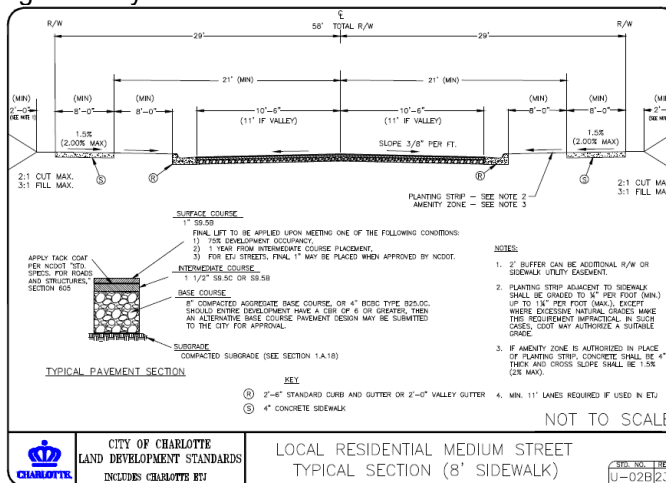 R/W
℄
58' TOTAL R/W
R/W
29'
29'
21' (MIN)
21' (MIN)
(MIN)
2'-0"
(SEE NOTE 1)
(MIN)
8'-0"
(MIN)
8'-0"
10'-6"
(11' IF VALLEY)
10'-6"
(11' IF VALLEY)
(MIN)
8'-0"
(MIN)
8'-0"
1.5%
(2.00% MAX)
SLOPE 3/8" PER FT.
1.5%
(2.00% MAX)
2:1 CUT MAX.
3:1 FILL MAX.
S
R
R
S
3:1 FILL MAX.
PLANTING STRIP – SEE NOTE 2
AMENITY ZONE – SEE NOTE 3
SURFACE COURSE
1" S9.5B
FINAL LIFT TO BE APPLIED UPON MEETING ONE OF THE FOLLOWING CONDITIONS:
1) 75% DEVELOPMENT OCCUPANCY,
2) 1 YEAR FROM INTERMEDIATE COURSE PLACEMENT,
3) FOR ETJ STREETS, FINAL 1" MAY BE PLACED WHEN APPROVED BY NCDOT.
APPLY TACK COAT
PER NCDOT "STD.
SPECS. FOR ROADS
AND STRUCTURES,"
SECTION 605
INTERMEDIATE COURSE
1 1/2" S9.5C OR S9.5B
BASE COURSE
8" COMPACTED AGGREGATE BASE COURSE, OR 4" BCBC TYPE B25.0C.
SHOULD ENTIRE DEVELOPMENT HAVE A CBR OF 6 OR GREATER, THEN
AN ALTERNATIVE BASE COURSE PAVEMENT DESIGN MAY BE SUBMITTED
TO THE CITY FOR APPROVAL.
SUBGRADE
COMPACTED SUBGRADE (SEE SECTION 1.A.18)
TYPICAL PAVEMENT SECTION
KEY
R 2'-6" STANDARD CURB AND GUTTER OR 2'-0" VALLEY GUTTER
S 4" CONCRETE SIDEWALK
NOTES:
1. 2' BUFFER CAN BE ADDITIONAL R/W OR
SIDEWALK UTILITY EASEMENT.
2. PLANTING STRIP ADJACENT TO SIDEWALK
SHALL BE GRADED TO ¼" PER FOOT (MIN.)
UP TO 1¼" PER FOOT (MAX.), EXCEPT
WHERE EXCESSIVE NATURAL GRADES MAKE
THIS REQUIREMENT IMPRACTICAL. IN SUCH
CASES, CDOT MAY AUTHORIZE A SUITABLE
GRADE.
3. IF AMENITY ZONE IS AUTHORIZED IN PLACE
OF PLANTING STRIP, CONCRETE SHALL BE 4"
THICK AND CROSS SLOPE SHALL BE 1.5%
(2% MAX).
4. MIN. 11' LANES REQUIRED IF USED IN ETJ
NOT TO SCALE
CHARLOTTE.
CITY OF CHARLOTTE
LAND DEVELOPMENT STANDARDS
INCLUDES CHARLOTTE ETJ
LOCAL RESIDENTIAL MEDIUM STREET
TYPICAL SECTION (8' SIDEWALK)
STD. NO.
U-02B